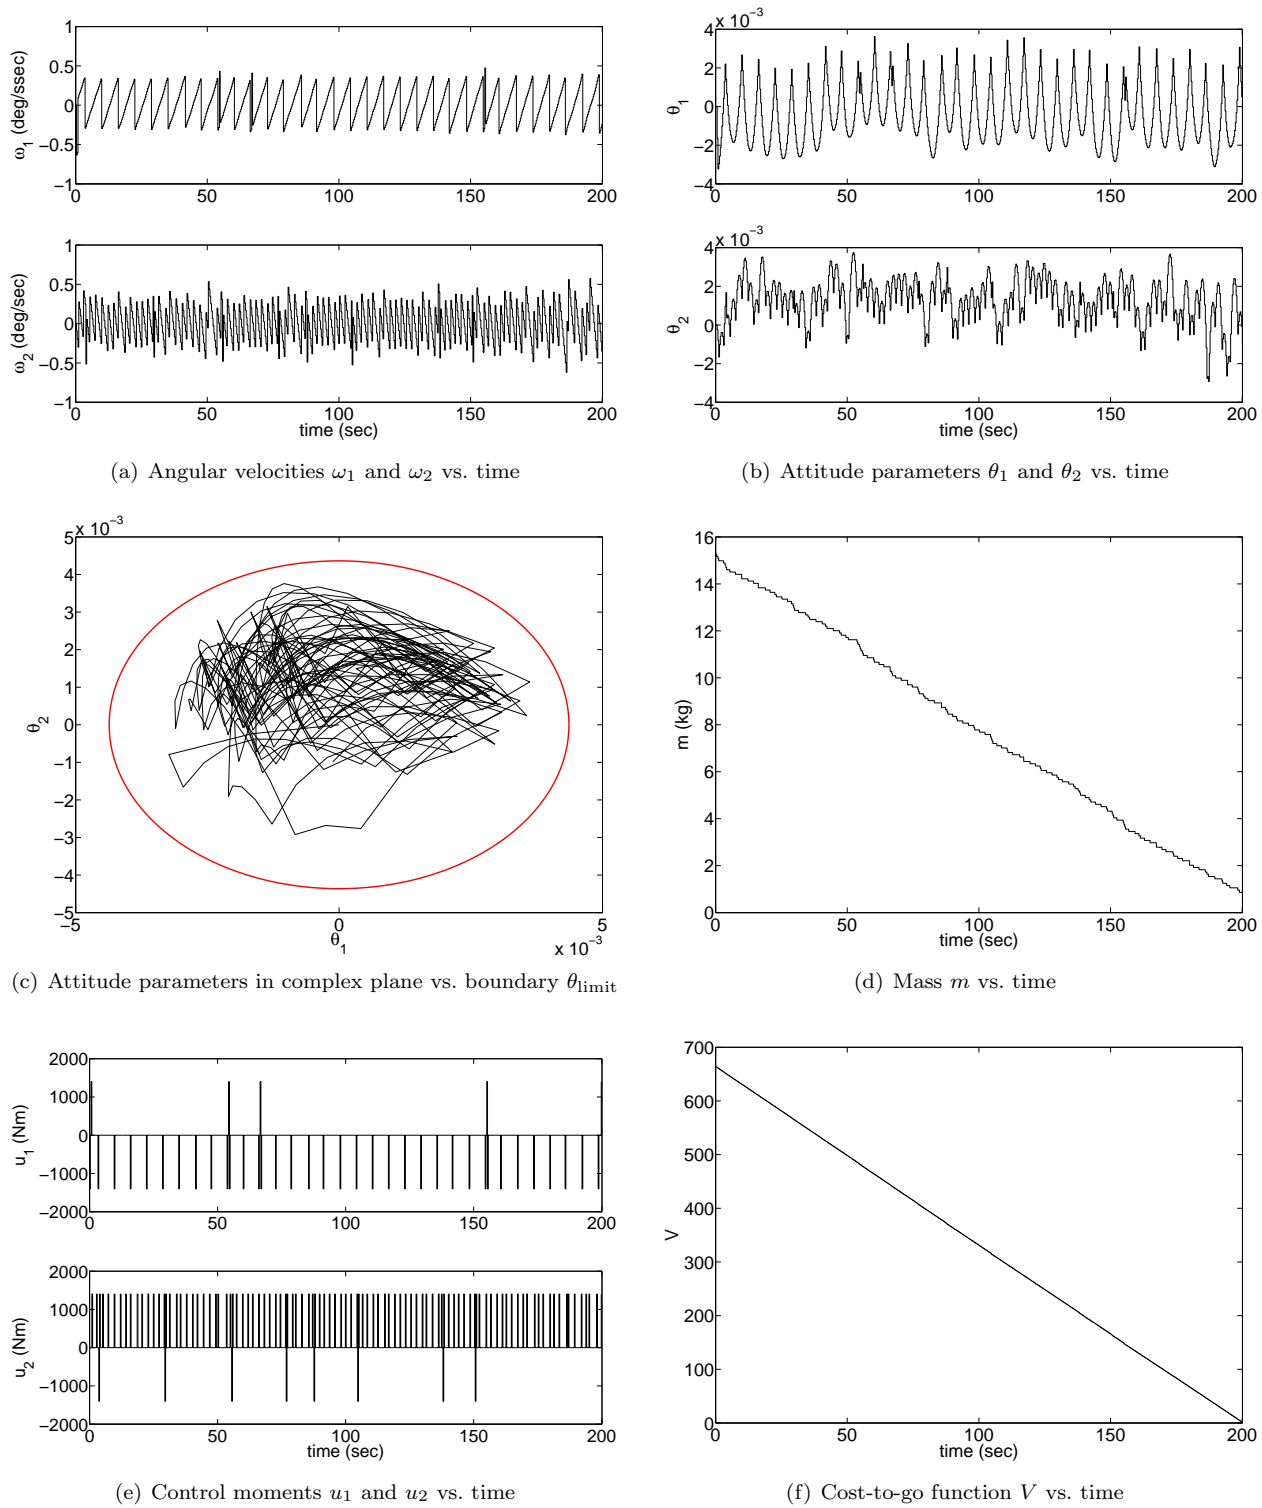 1
0.5
0
−0.5
−1
ω1 (deg/ssec)
0 50 100 150 200
1
0.5
0
−0.5
−1
ω2 (deg/sec)
0 50 100 150 200
time (sec)
(a) Angular velocities ω1 and ω2 vs. time
x 10−3
4
2
0
−2
−4
θ1
0 50 100 150 200
x 10−3
4
2
0
−2
−4
θ2
0 50 100 150 200
time (sec)
(b) Attitude parameters θ1 and θ2 vs. time
x 10−3
5
4
3
2
1
0
−1
−2
−3
−4
−5
θ2
−5 0 5
θ1
x 10−3
(c) Attitude parameters in complex plane vs. boundary θlimit
16
14
12
10
8
6
4
2
0
m (kg)
0 50 100 150 200
time (sec)
(d) Mass m vs. time
2000
1000
0
−1000
−2000
u1 (Nm)
0 50 100 150 200
2000
1000
0
−1000
−2000
u2 (Nm)
0 50 100 150 200
time (sec)
(e) Control moments u1 and u2 vs. time
700
600
500
400
300
200
100
0
V
0 50 100 150 200
time (sec)
(f) Cost-to-go function V vs. time